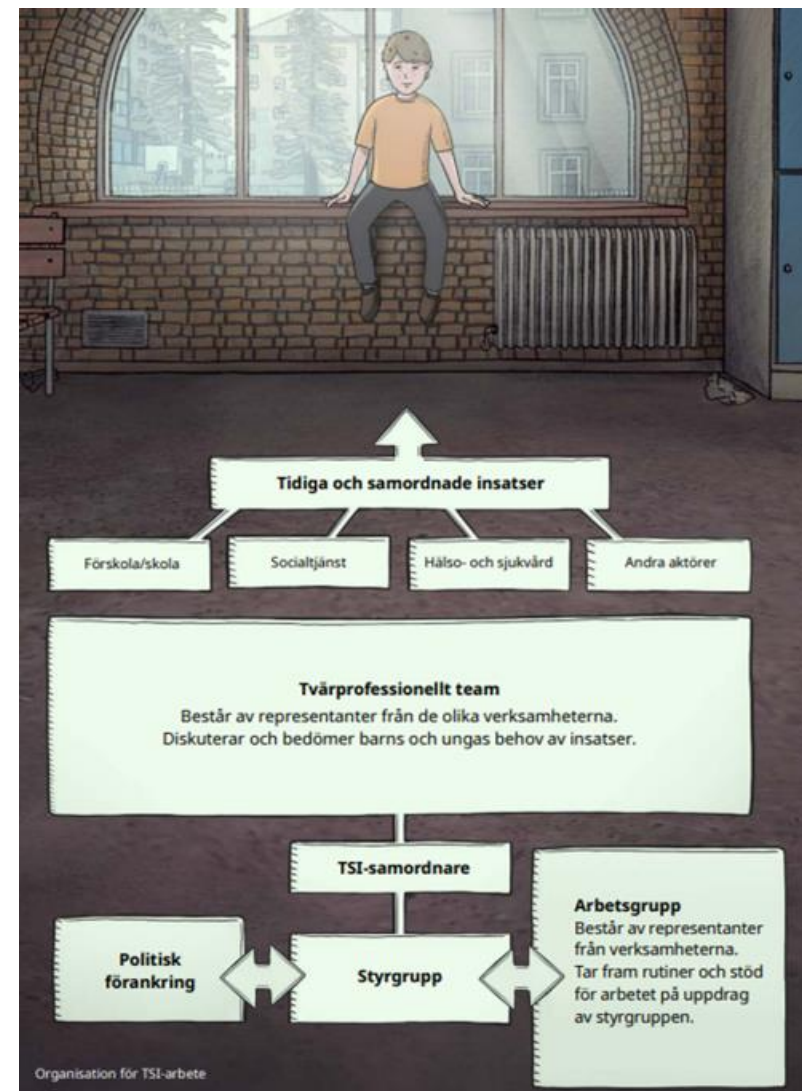 Tidiga och samordnade insatser
Förskola/skola
Socialtjänst
Hälso- och sjukvård
Andra aktörer
Tvärprofessionellt team
Består av representanter från de olika verksamheterna.
Diskuterar och bedömer barns och ungas behov av insatser.
TSI-samordnare
Politisk
förankring
Styrgrupp
Arbetsgrupp
Består av representanter
från verksamheterna.
Tar fram rutiner och stöd
för arbetet på uppdrag
av styrgruppen.
Organisation för TSI-arbete